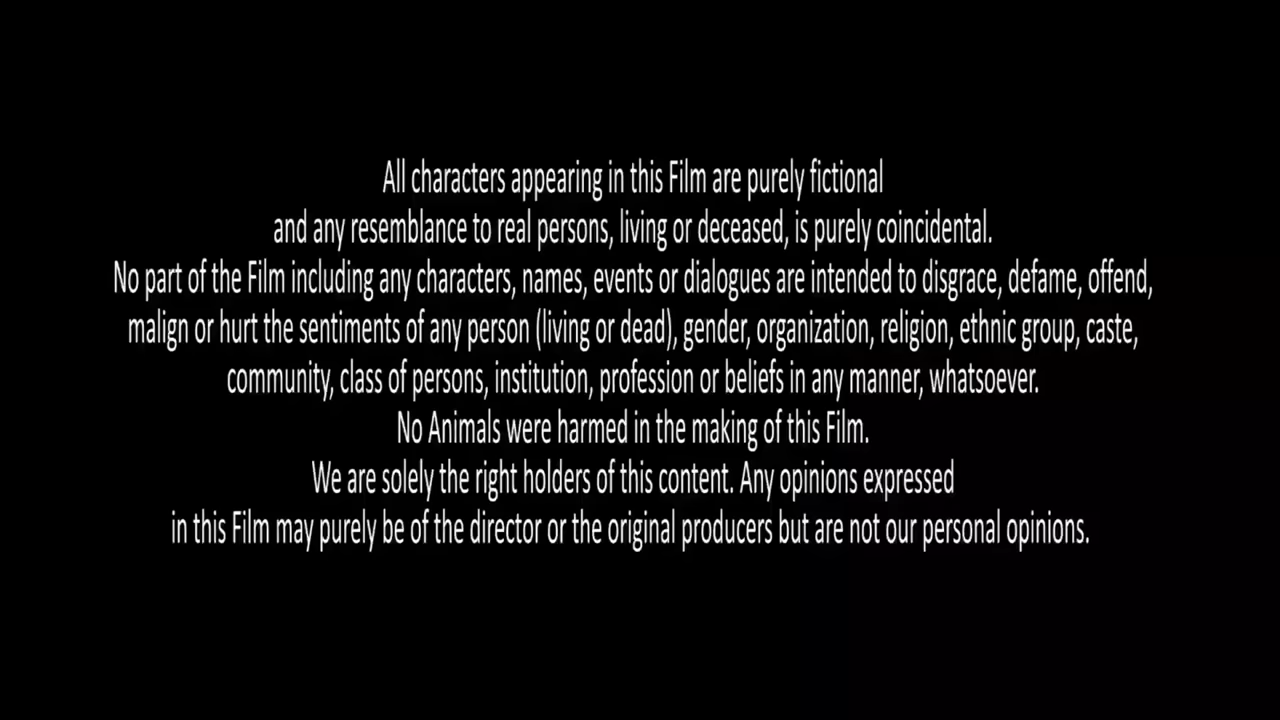 All characters appearing in this Film are purely fictional
and any resemblance to real persons, living or deceased, is purely coincidental.
No part of the Film including any characters, names, events or dialogues are intended to disgrace, defame, offend,
malign or hurt the sentiments of any person (living or dead), gender, organization, religion, ethnic group, caste,
community, class of persons, institution, profession or beliefs in any manner, whatsoever.
No Animals were harmed in the making of this Film.
We are solely the right holders of this content. Any opinions expressed
in this Film may purely be of the director or the original producers but are not our personal opinions.